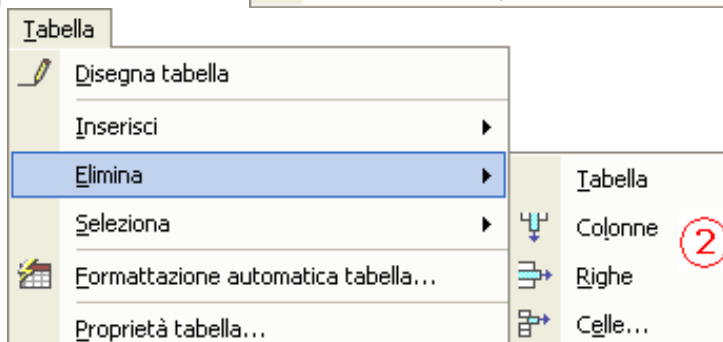 Tabella
Disegna tabella
Inserisci
Elimina
Seleziona
Formattazione automatica tabella...
Proprietà tabella...
Tabella
Colonne
Righe
Celle...
2